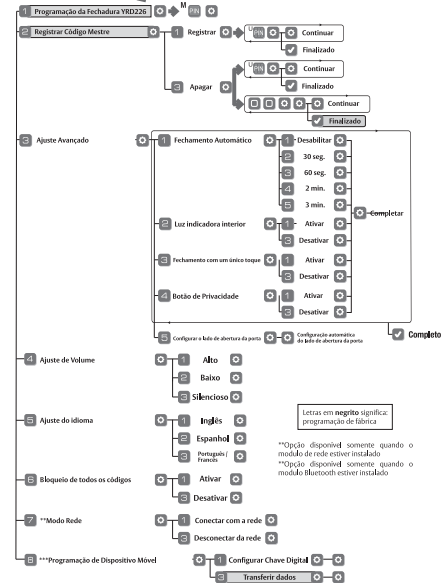 1 Programação da Fechadura YRD226 M PIN
2 Registrar Código Mestre
1 Registrar
U PIN Continuar
Finalizado
3 Apagar
U PIN Continuar
Finalizado
Continuar
Finalizado
3 Ajuste Avançado
1 Fechamento Automático
1 Desabilitar
2 30 seg.
3 60 seg.
4 2 min.
5 3 min.
Completar
2 Luz indicadora interior
1 Ativar
3 Desativar
3 Fechamento com um único toque
1 Ativar
3 Desativar
4 Botão de Privacidade
1 Ativar
3 Desativar
5 Configurar o lado de abertura da porta
Configuração automática
do lado de abertura da porta
Completo
4 Ajuste de Volume
1 Alto
2 Baixo
3 Silencioso
5 Ajuste do idioma
1 Inglês
2 Espanhol
3 Português /
Francês
Letras em negrito significa:
programação de fábrica
**Opção disponível somente quando o
modulo de rede estiver instalado
**Opção disponível somente quando o
modulo Bluetooth estiver instalado
6 Bloqueio de todos os códigos
1 Ativar
3 Desativar
7 **Modo Rede
1 Conectar com a rede
3 Desconectar da rede
8 ***Programação de Dispositivo Móvel
1 Configurar Chave Digital
3 Transferir dados